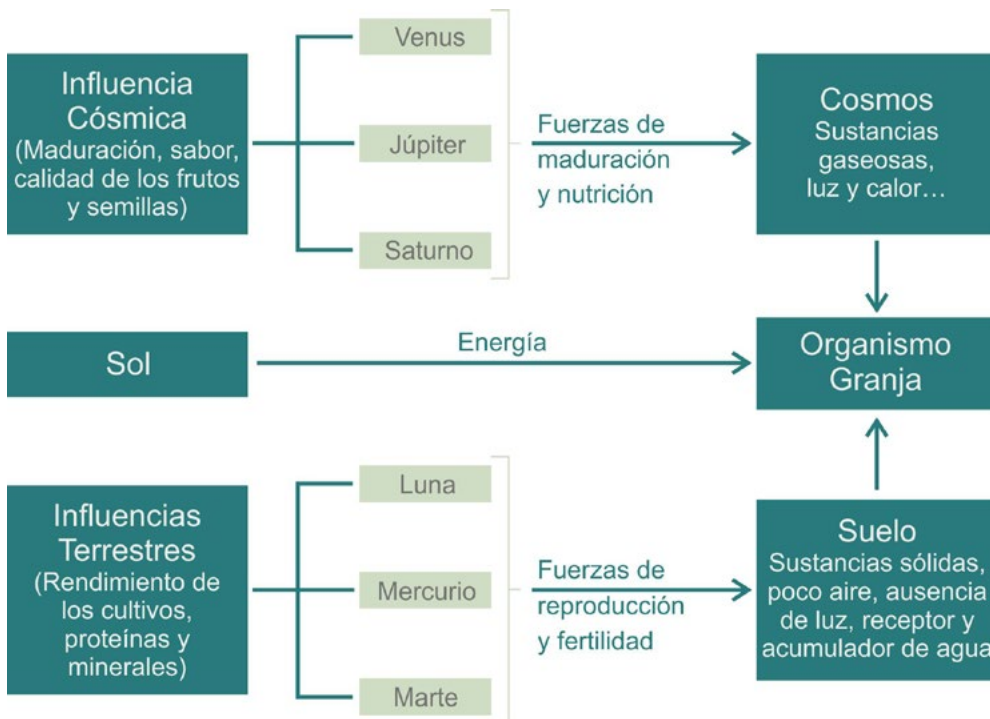 Influencia
Cósmica
(Maduración, sabor,
calidad de los frutos
y semillas)
Venus
Júpiter
Saturno
Fuerzas de
maduración
y nutrición
Cosmos
Sustancias
gaseosas,
luz y calor...
Sol
Energía
Organismo
Granja
Influencias
Terrestres
(Rendimiento de
los cultivos,
proteínas y
minerales)
Luna
Mercurio
Marte
Fuerzas de
reproducción
y fertilidad
Suelo
Sustancias sólidas,
poco aire, ausencia
de luz, receptor y
acumulador de agua